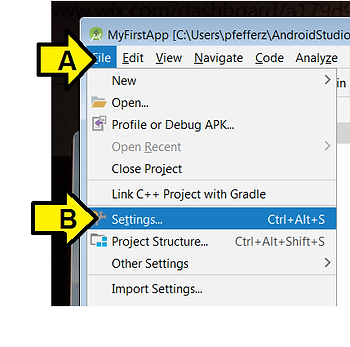 MyFirstApp [C:\Users\pfefferz\AndroidStudio
A
File Edit View Navigate Code Analyze
New
in
Open...
Profile or Debug APK...
Open Recent
Close Project
Link C++ Project with Gradle
B
Settings... Ctrl+Alt+S
Project Structure... Ctrl+Alt+Shift+S
Other Settings
Import Settings...